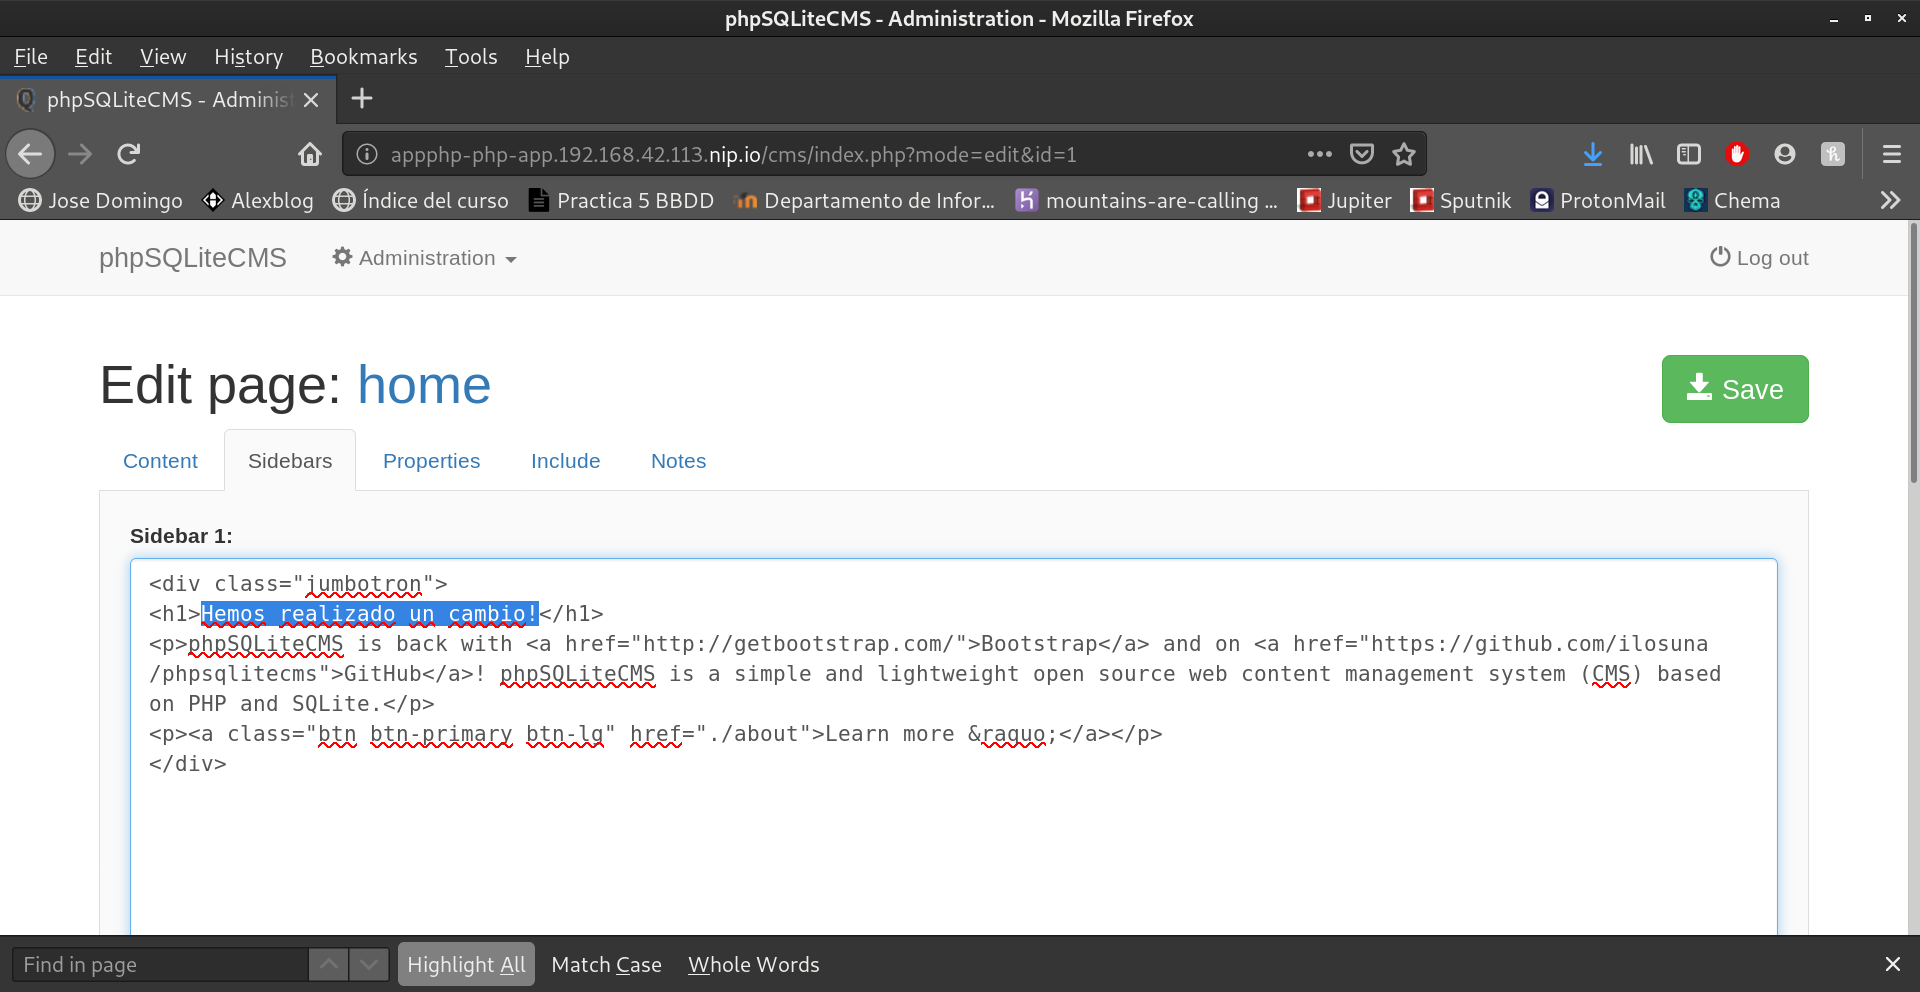 phpSQLiteCMS - Administration - Mozilla Firefox
File Edit View History Bookmarks Tools Help
phpSQLiteCMS - Adminis
appphp-php-app.192.168.42.113.nip.io/cms/index.php?mode=edit&id=1
Jose Domingo Alexblog Índice del curso Practica 5 BBDD Departamento de Infor... mountains-are-calling ... Jupiter Sputnik ProtonMail Chema
phpSQLiteCMS Administration Log out
Edit page: home Save
Content Sidebars Properties Include Notes
Sidebar 1:
<div class="jumbotron">
<h1>Hemos realizado un cambio!</h1>
<p>phpSQLiteCMS is back with <a href="http://getbootstrap.com/">Bootstrap</a> and on <a href="https://github.com/ilosuna
/phpsqlitecms">GitHub</a>! phpSQLiteCMS is a simple and lightweight open source web content management system (CMS) based
on PHP and SQLite.</p>
<p><a class="btn btn-primary btn-lg" href="./about">Learn more &raquo;</a></p>
</div>
Find in page Highlight All Match Case Whole Words